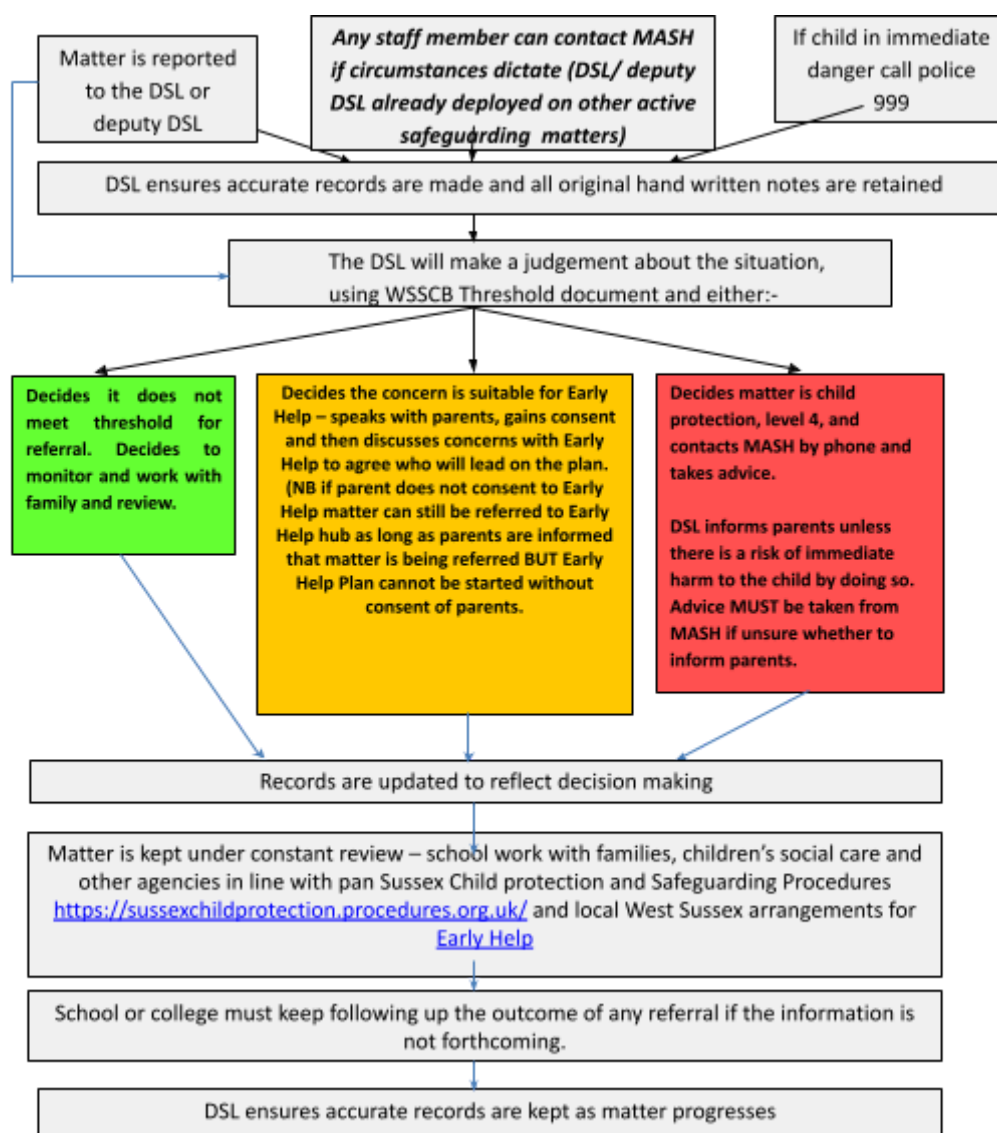 Matter is reported
to the DSL or
deputy DSL
Any staff member can contact MASH
if circumstances dictate (DSL/ deputy
DSL already deployed on other active
safeguarding matters)
If child in immediate
danger call police
999
DSL ensures accurate records are made and all original hand written notes are retained
The DSL will make a judgement about the situation,
using WSSCB Threshold document and either:-
Decides it does not
meet threshold for
referral. Decides to
monitor and work with
family and review.
Decides the concern is suitable for Early
Help – speaks with parents, gains consent
and then discusses concerns with Early
Help to agree who will lead on the plan.
(NB if parent does not consent to Early
Help matter can still be referred to Early
Help hub as long as parents are informed
that matter is being referred BUT Early
Help Plan cannot be started without
consent of parents.
Decides matter is child
protection, level 4, and
contacts MASH by phone and
takes advice.
DSL informs parents unless
there is a risk of immediate
harm to the child by doing so.
Advice MUST be taken from
MASH if unsure whether to
inform parents.
Records are updated to reflect decision making
Matter is kept under constant review – school work with families, children's social care and
other agencies in line with pan Sussex Child protection and Safeguarding Procedures
https://sussexchildprotection.procedures.org.uk/ and local West Sussex arrangements for
Early Help
School or college must keep following up the outcome of any referral if the information is
not forthcoming.
DSL ensures accurate records are kept as matter progresses